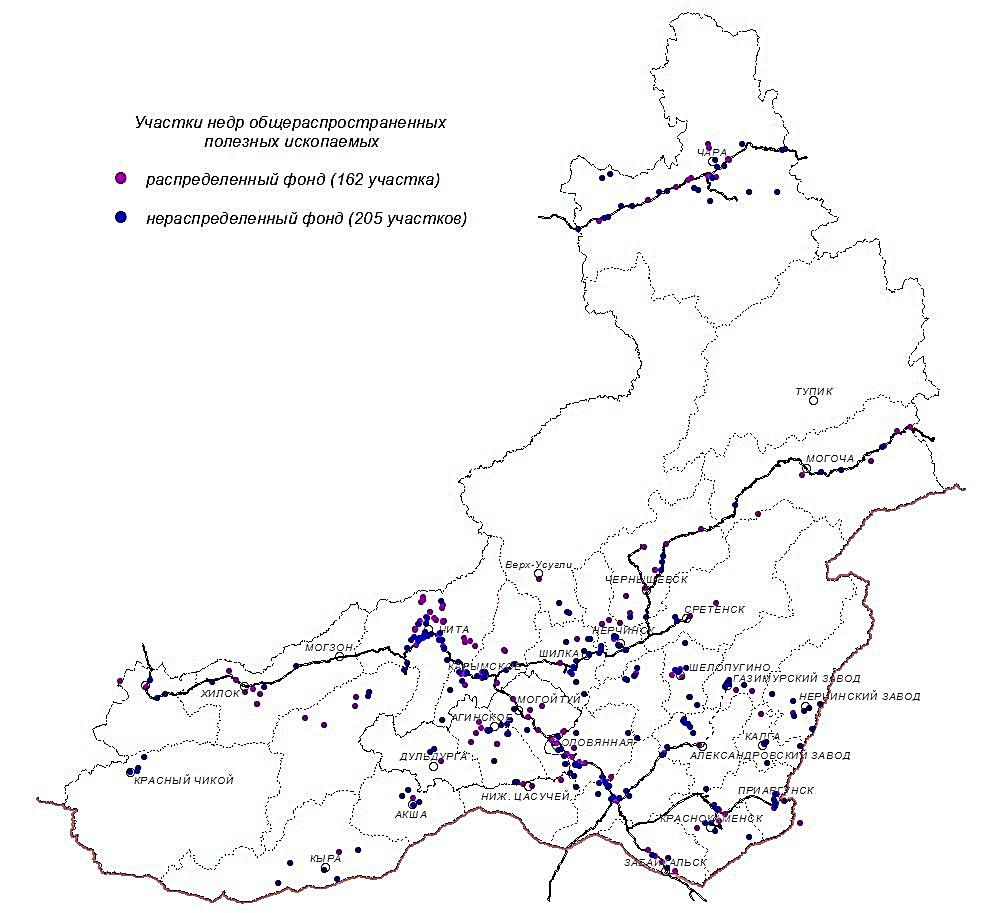 Участки недр общераспространенных
полезных ископаемых
распределенный фонд (162 участка)
нераспределенный фонд (205 участков)
ЧАРА
ТУПИК
МОГОЧА
Верх-Усугли
ЧЕРНЫШЕВСК
СРЕТЕНСК
НЕРЧИНСК
ЧИТА
МОГЗОН
ШИЛКА
КАРЫМСКОЕ
ШЕЛОПУГИНО
ГАЗИМУРСКИЙ ЗАВОД
ХИЛОК
НЕРЧИНСКИЙ ЗАВОД
МОГОЙТУЙ
АГИНСКОЕ
КАЛГА
ОЛОВЯННАЯ
ДУЛЬДУРГА
АЛЕКСАНДРОВСКИЙ ЗАВОД
КРАСНЫЙ ЧИКОЙ
ПРИАРГУНСК
НИЖ. ЦАСУЧЕЙ
АКША
КРАСНОКАМЕНСК
КЫРА
ЗАБАЙКАЛЬСК